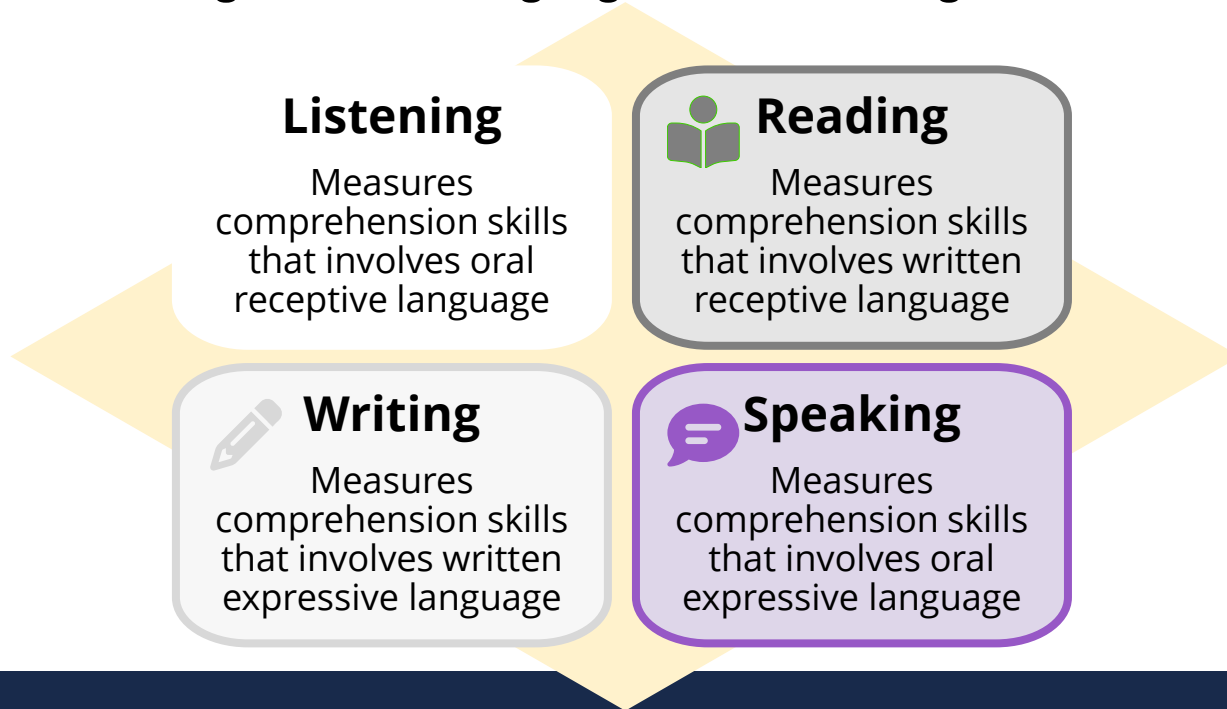 Listening
Measures
comprehension skills
that involves oral
receptive language
Reading
Measures
comprehension skills
that involves written
receptive language
Writing
Measures
comprehension skills
that involves written
expressive language
Speaking
Measures
comprehension skills
that involves oral
expressive language